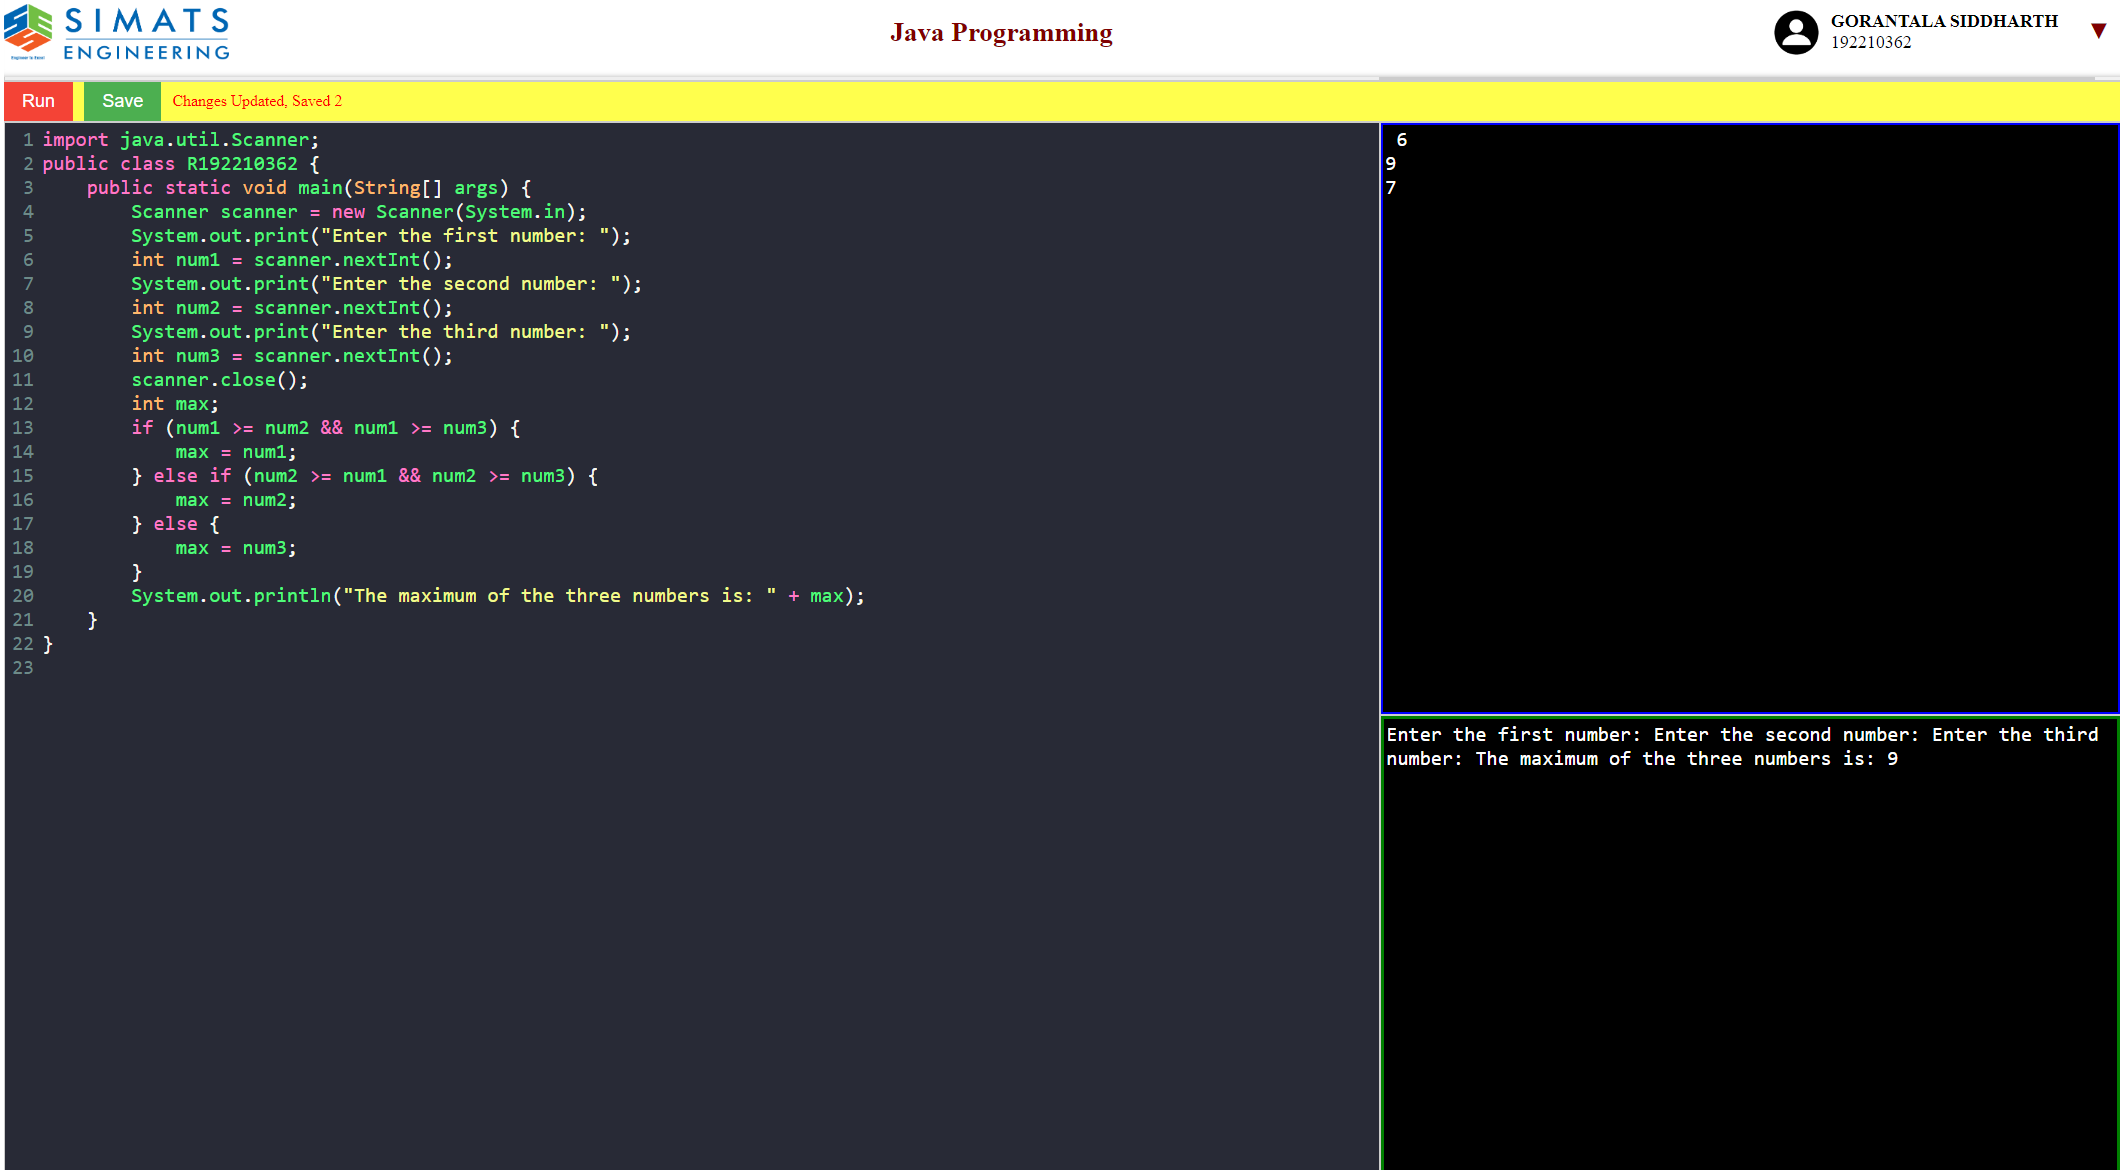 SIMATS
ENGINEERING
Engineer to Excel
Java Programming
GORANTALA SIDDHARTH
192210362
▼
Run Save Changes Updated, Saved 2
1 import java.util.Scanner;
2 public class R192210362 {
3     public static void main(String[] args) {
4         Scanner scanner = new Scanner(System.in);
5         System.out.print("Enter the first number: ");
6         int num1 = scanner.nextInt();
7         System.out.print("Enter the second number: ");
8         int num2 = scanner.nextInt();
9         System.out.print("Enter the third number: ");
10         int num3 = scanner.nextInt();
11         scanner.close();
12         int max;
13         if (num1 >= num2 && num1 >= num3) {
14             max = num1;
15         } else if (num2 >= num1 && num2 >= num3) {
16             max = num2;
17         } else {
18             max = num3;
19         }
20         System.out.println("The maximum of the three numbers is: " + max);
21     }
22 }
23
6
9
7
Enter the first number: Enter the second number: Enter the third
number: The maximum of the three numbers is: 9